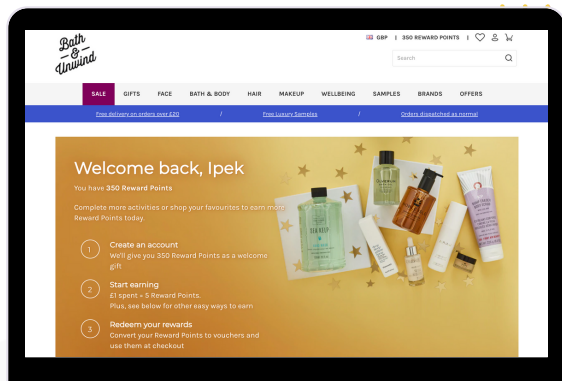 Bath
&
Unwind
GBP | 350 REWARD POINTS |
Search
SALE GIFTS FACE BATH & BODY HAIR MAKEUP WELLBEING SAMPLES BRANDS OFFERS
Free delivery on orders over £20 / Free Luxury Samples / Orders dispatched as normal
Welcome back, Ipek
You have 350 Reward Points
Complete more activities or shop your favourites to earn more
Reward Points today.
1 Create an account
We'll give you 350 Reward Points as a welcome
gift
2 Start earning
£1 spent = 5 Reward Points.
Plus, see below for other easy ways to earn
3 Redeem your rewards
Convert your Reward Points to vouchers and
use them at checkout
SEA KELP